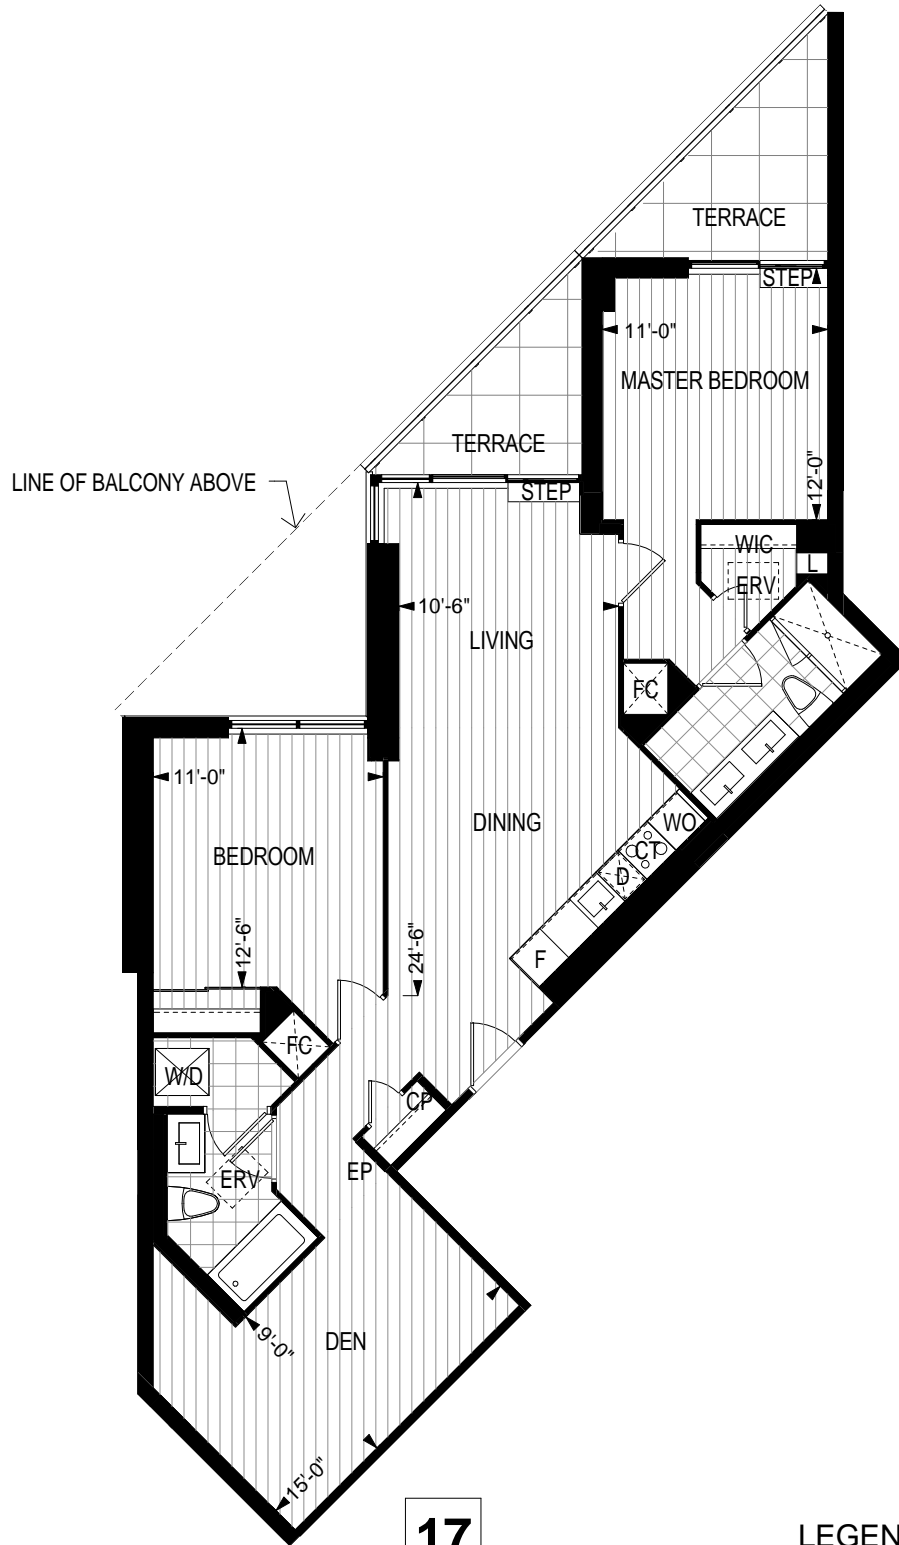 TERRACE
STEP
11'-0"
MASTER BEDROOM
TERRACE
LINE OF BALCONY ABOVE
STEP
12'-0"
WIC
L
ERV
10'-6"
LIVING
FC
11'-0"
DINING
WO
CT
BEDROOM
D
12'-6"
24'-6"
F
FC
W/D
CP
EP
ERV
9'-0"
DEN
15'-0"
17
LEGEN